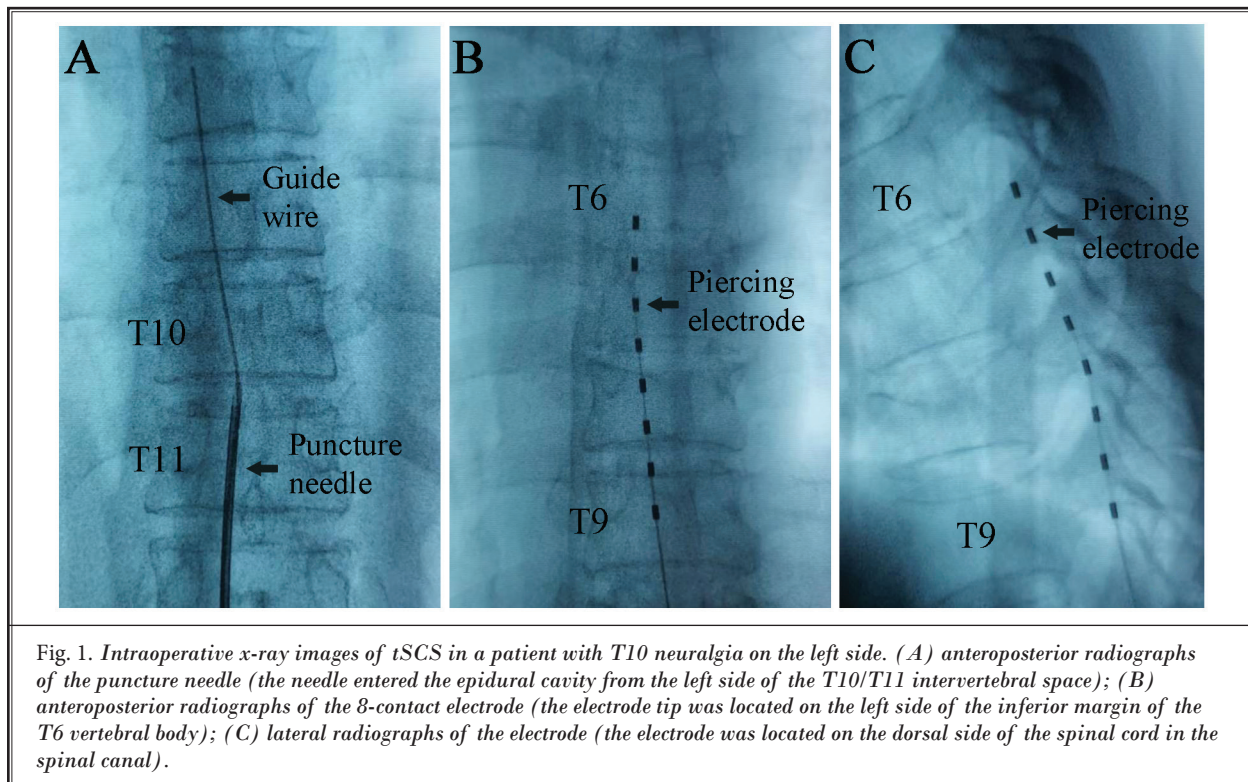 A
Guide
wire
T10
T11
Puncture
needle
B
T6
Piercing
electrode
T9
C
T6
Piercing
electrode
T9
Fig. 1. Intraoperative x-ray images of tSCS in a patient with T10 neuralgia on the left side. (A) anteroposterior radiographs
of the puncture needle (the needle entered the epidural cavity from the left side of the T10/T11 intervertebral space); (B)
anteroposterior radiographs of the 8-contact electrode (the electrode tip was located on the left side of the inferior margin of the
T6 vertebral body); (C) lateral radiographs of the electrode (the electrode was located on the dorsal side of the spinal cord in the
spinal canal).